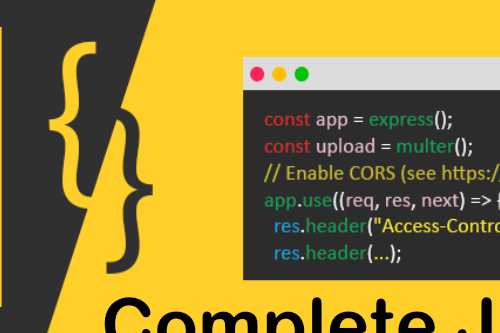 { }
const app = express();
const upload = multer();
// Enable CORS (see https:/
app.use((req, res, next) => {
res.header("Access-Contro
res.header(...);
Complete J